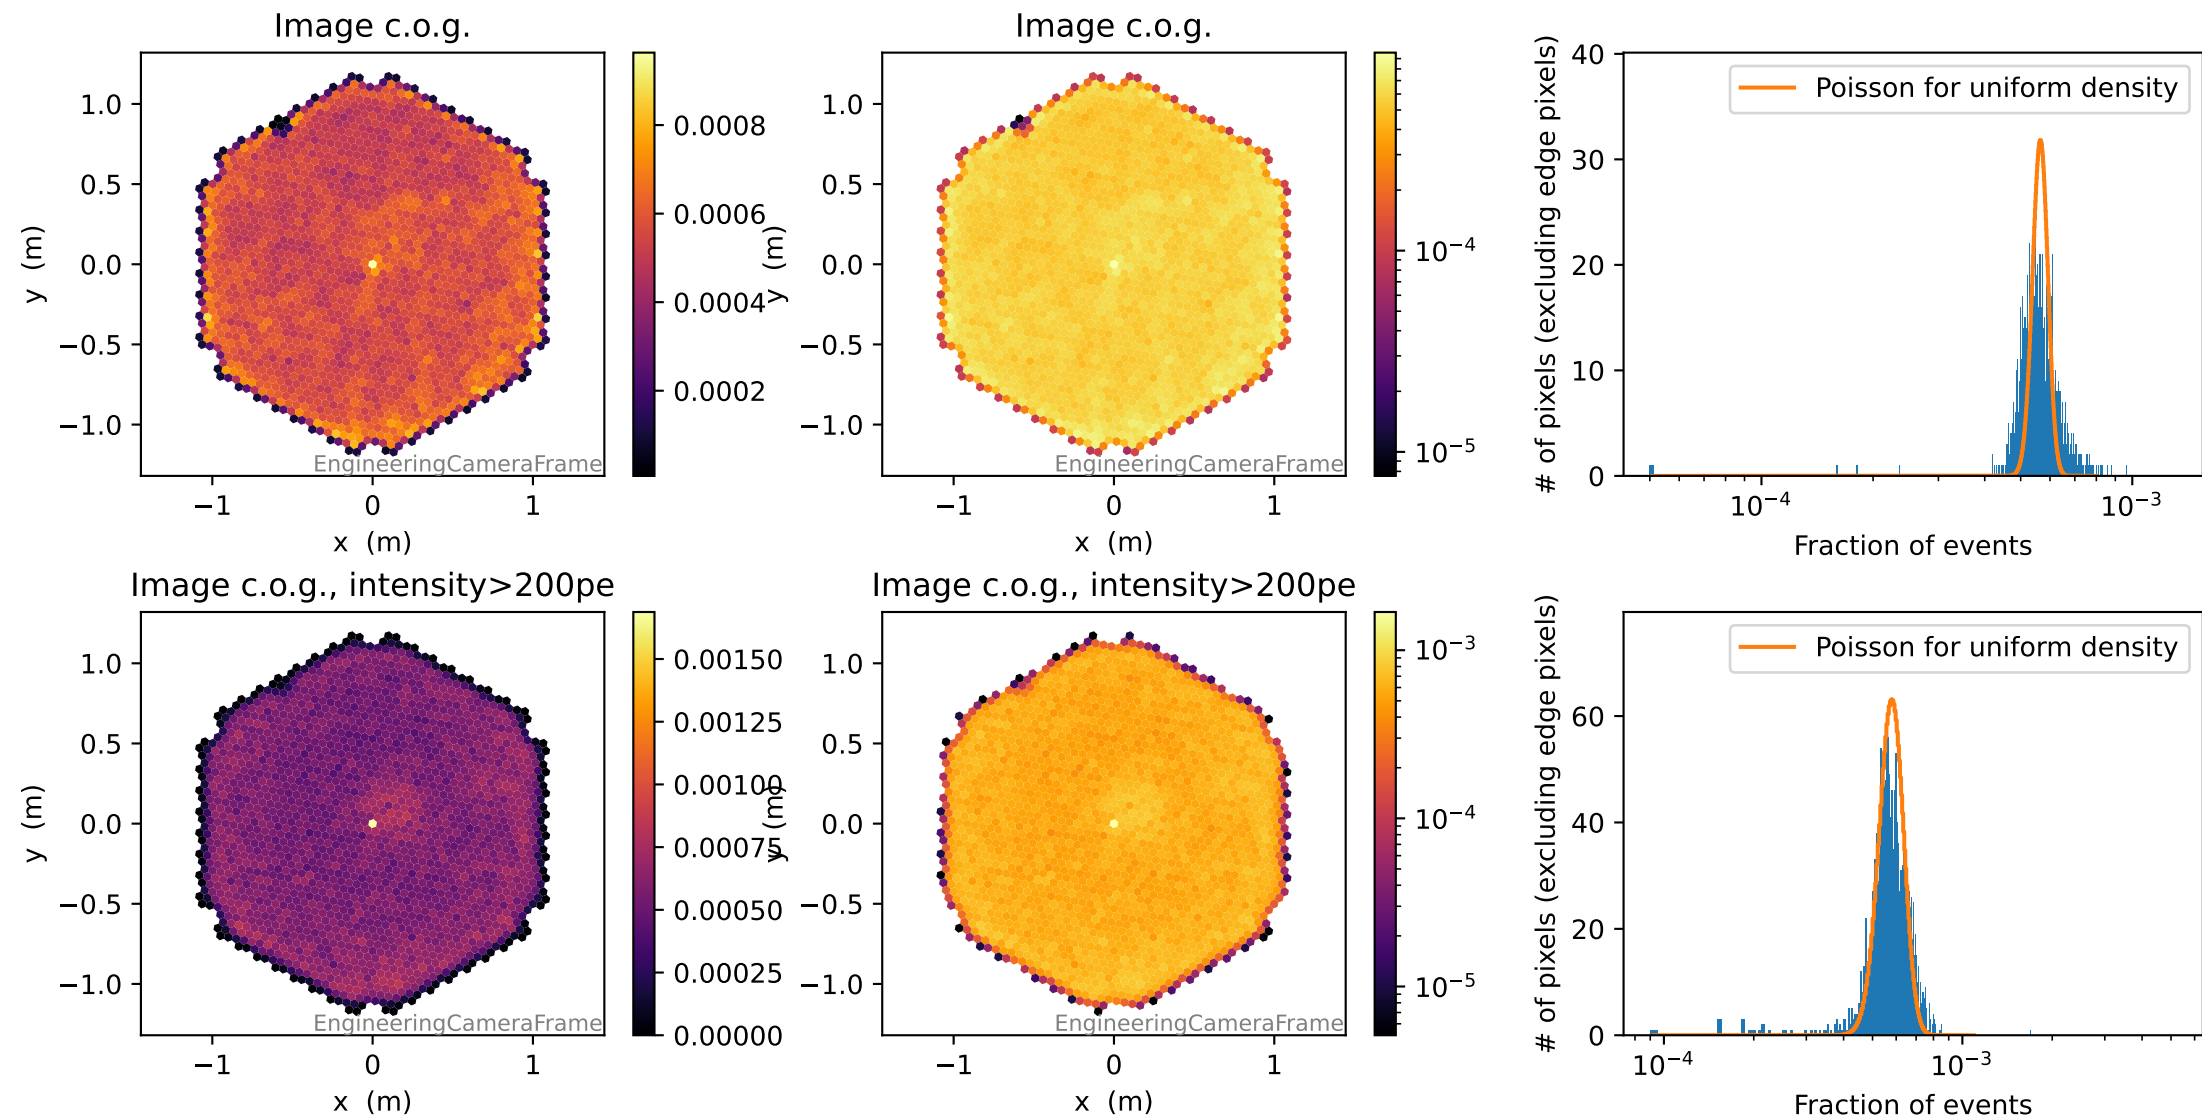 Image c.o.g.
1.0
0.5
0.0
−0.5
−1.0
y (m)
−1
0
1
x (m)
EngineeringCameraFrame
0.0008
0.0006
0.0004
0.0002
Image c.o.g.
1.0
0.5
0.0
−0.5
−1.0
y (m)
−1
0
1
x (m)
EngineeringCameraFrame
10−4
10−5
40
30
20
10
0
# of pixels (excluding edge pixels)
Poisson for uniform density
10−4
10−3
Fraction of events
Image c.o.g., intensity>200pe
1.0
0.5
0.0
−0.5
−1.0
y (m)
−1
0
1
x (m)
EngineeringCameraFrame
0.00150
0.00125
0.00100
0.00075
0.00050
0.00025
0.00000
Image c.o.g., intensity>200pe
1.0
0.5
0.0
−0.5
−1.0
y (m)
−1
0
1
x (m)
EngineeringCameraFrame
10−3
10−4
10−5
60
40
20
0
# of pixels (excluding edge pixels)
Poisson for uniform density
10−4
10−3
Fraction of events